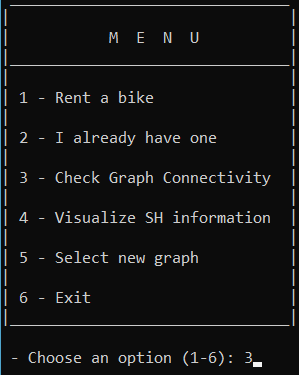 M E N U
1 - Rent a bike
2 - I already have one
3 - Check Graph Connectivity
4 - Visualize SH information
5 - Select new graph
6 - Exit
- Choose an option (1-6): 3